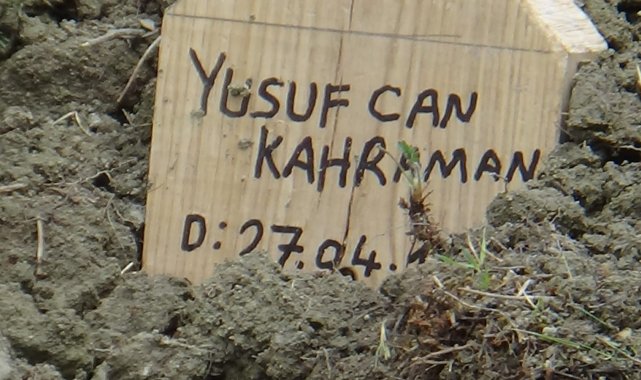 YUSUF CAN
KAHRAMAN
D: 27.04.